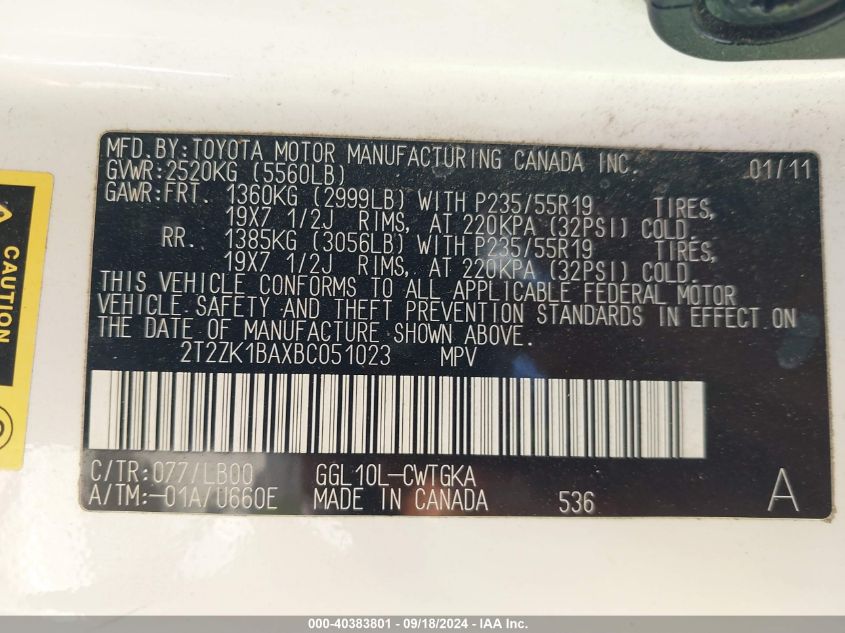 MFD.BY:TOYOTA MOTOR MANUFACTURING CANADA INC. 01/11
GVWR:2520KG (5560LB)
GAWR:FRT. 1360KG (2999LB) WITH P235/55R19 TIRES,
19X7 1/2J RIMS, AT 220KPA (32PSI) COLD.
RR. 1385KG (3056LB) WITH P235/55R19 TIRES,
19X7 1/2J RIMS, AT 220KPA (32PSI) COLD.
THIS VEHICLE CONFORMS TO ALL APPLICABLE FEDERAL MOTOR
VEHICLE SAFETY AND THEFT PREVENTION STANDARDS IN EFFECT ON
THE DATE OF MANUFACTURE SHOWN ABOVE.
2T2ZK1BAXBC051023 MPV
C/TR:077/LB00 GGL10L-CWTGKA
A/TM:-01A/U660E MADE IN CANADA 536 A
CAUTION
000-40383801 - 09/18/2024 - IAA Inc.